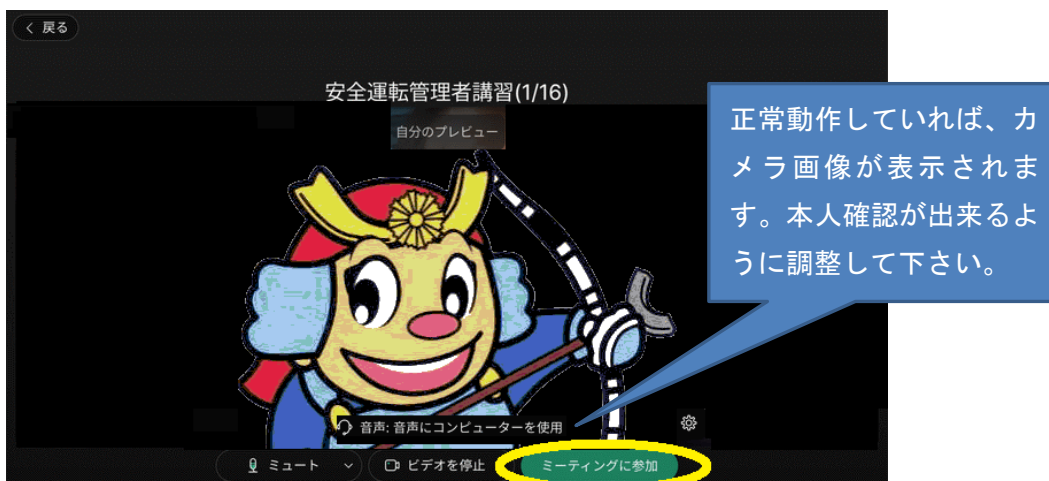 戻る
安全運転管理者講習(1/16)
自分のプレビュー
正常動作していれば、カ
メラ画像が表示されま
す。本人確認が出来るよ
うに調整して下さい。
音声: 音声にコンピューターを使用
ミュート
ビデオを停止
ミーティングに参加